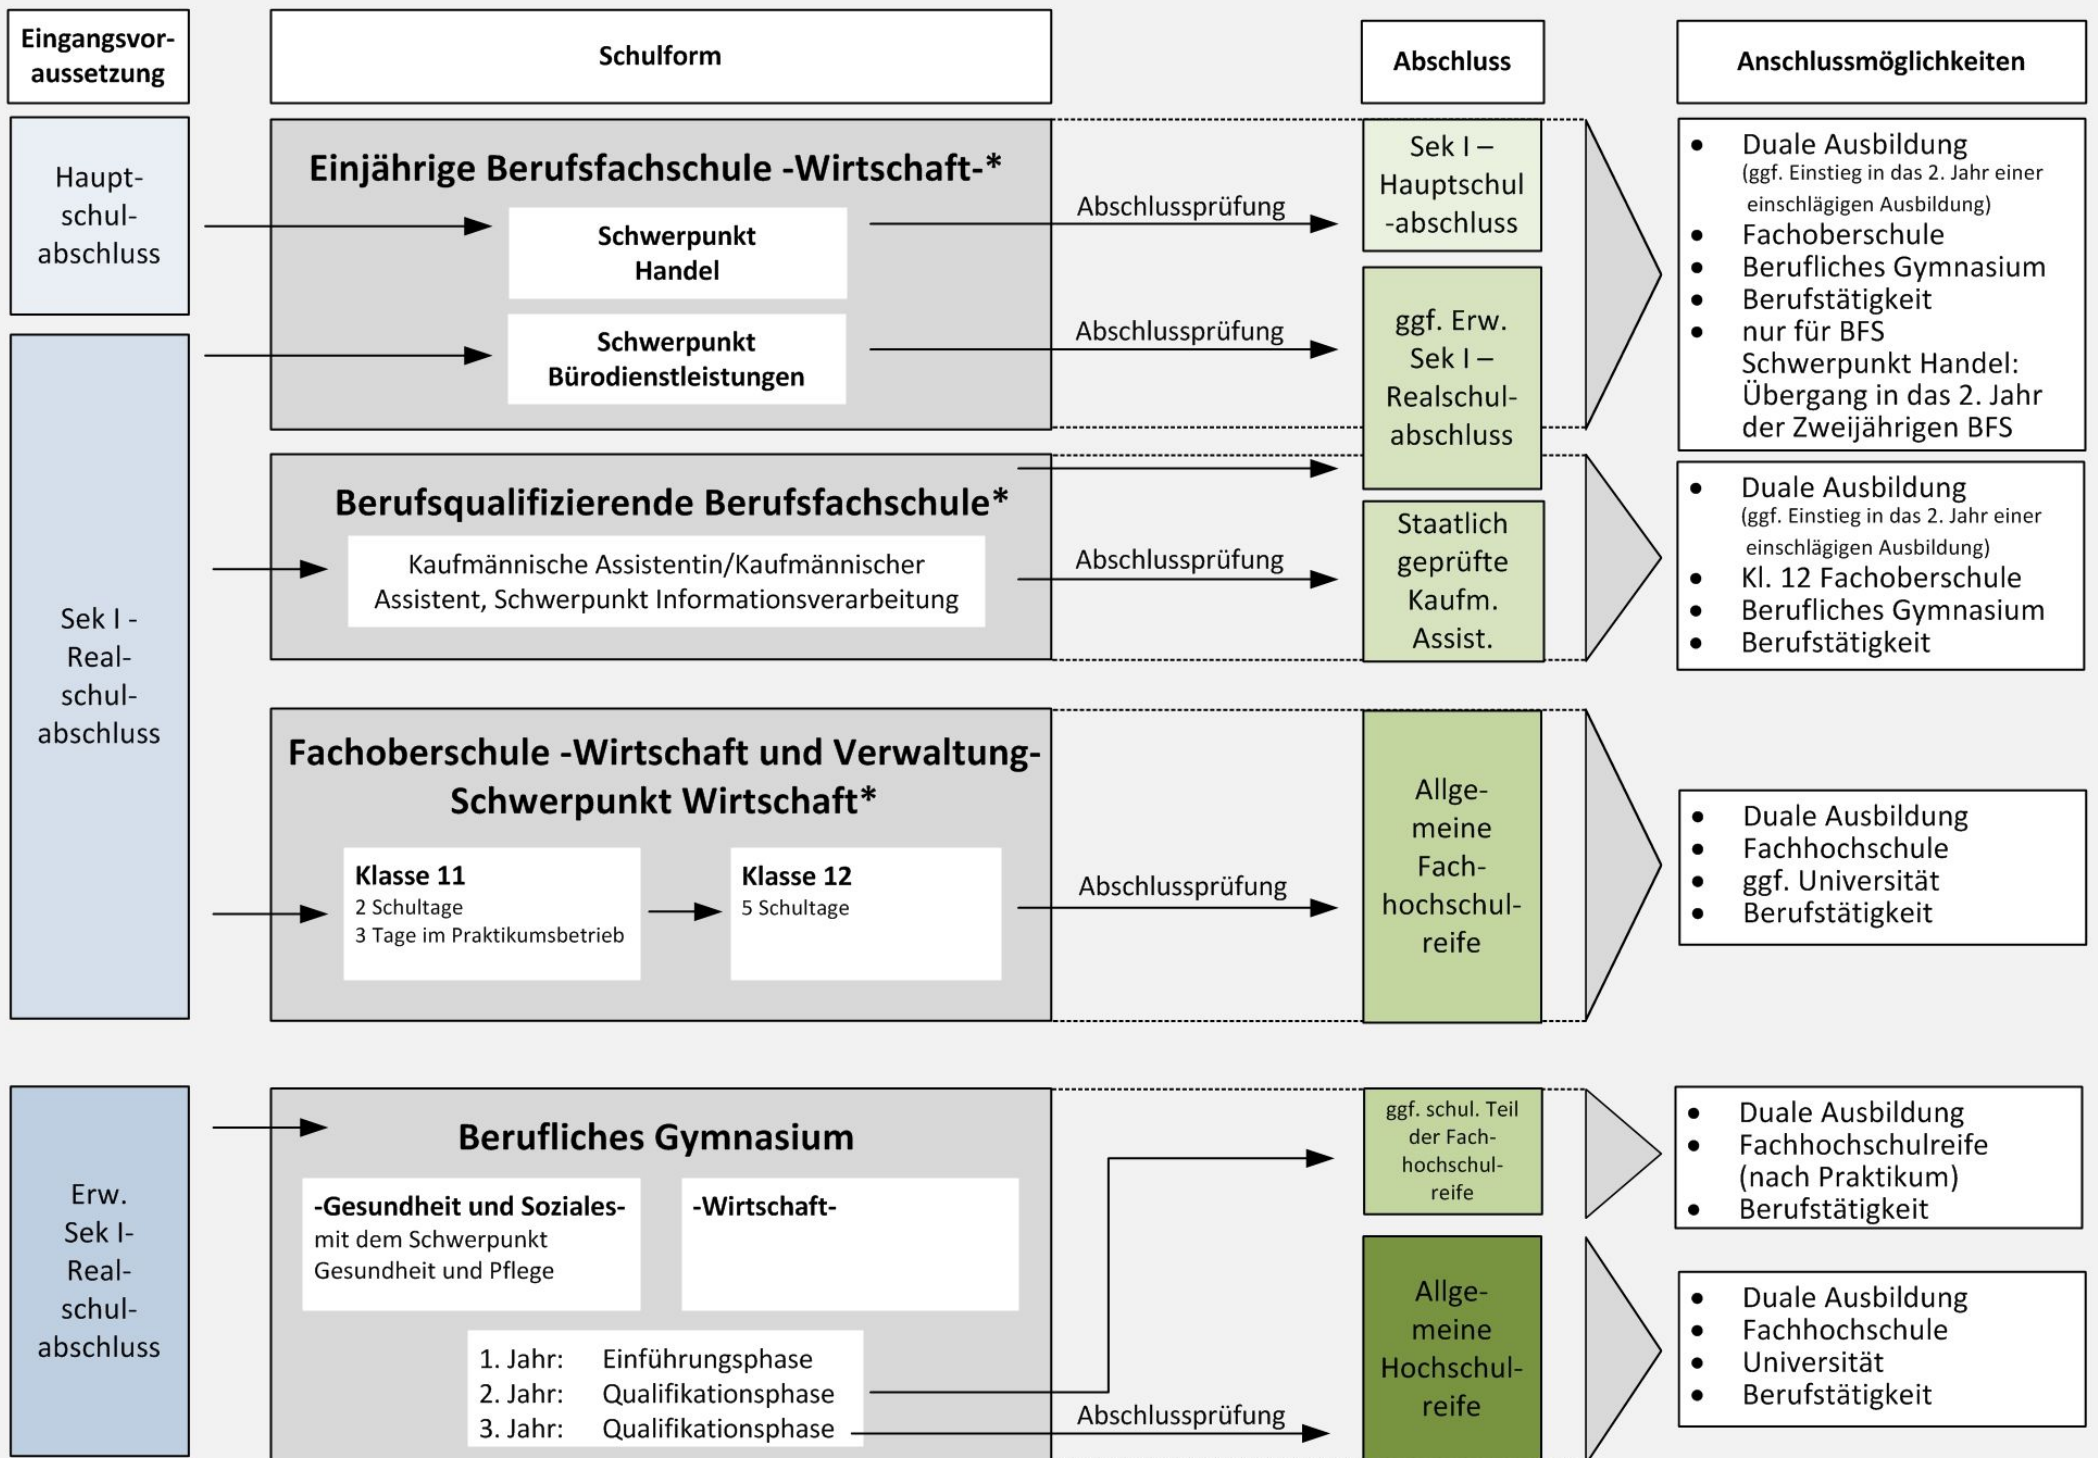 Eingangsvor-
aussetzung
Schulform
Abschluss
Anschlussmöglichkeiten
Haupt-
schul-
abschluss
Einjährige Berufsfachschule -Wirtschaft-*
Schwerpunkt
Handel
Schwerpunkt
Bürodienstleistungen
Abschlussprüfung
Abschlussprüfung
Sek I –
Hauptschul
-abschluss
ggf. Erw.
Sek I –
Realschul-
abschluss
• Duale Ausbildung
(ggf. Einstieg in das 2. Jahr einer
einschlägigen Ausbildung)
• Fachoberschule
• Berufliches Gymnasium
• Berufstätigkeit
• nur für BFS
Schwerpunkt Handel:
Übergang in das 2. Jahr
der Zweijährigen BFS
Sek I -
Real-
schul-
abschluss
Berufsqualifizierende Berufsfachschule*
Kaufmännische Assistentin/Kaufmännischer
Assistent, Schwerpunkt Informationsverarbeitung
Abschlussprüfung
Staatlich
geprüfte
Kaufm.
Assist.
• Duale Ausbildung
(ggf. Einstieg in das 2. Jahr einer
einschlägigen Ausbildung)
• Kl. 12 Fachoberschule
• Berufliches Gymnasium
• Berufstätigkeit
Fachoberschule -Wirtschaft und Verwaltung-
Schwerpunkt Wirtschaft*
Klasse 11
2 Schultage
3 Tage im Praktikumsbetrieb
Klasse 12
5 Schultage
Abschlussprüfung
Allge-
meine
Fach-
hochschul-
reife
• Duale Ausbildung
• Fachhochschule
• ggf. Universität
• Berufstätigkeit
Erw.
Sek I-
Real-
schul-
abschluss
Berufliches Gymnasium
-Gesundheit und Soziales-
mit dem Schwerpunkt
Gesundheit und Pflege
-Wirtschaft-
1. Jahr: Einführungsphase
2. Jahr: Qualifikationsphase
3. Jahr: Qualifikationsphase
Abschlussprüfung
ggf. schul. Teil
der Fach-
hochschul-
reife
• Duale Ausbildung
• Fachhochschulreife
(nach Praktikum)
• Berufstätigkeit
Allge-
meine
Hochschul-
reife
• Duale Ausbildung
• Fachhochschule
• Universität
• Berufstätigkeit